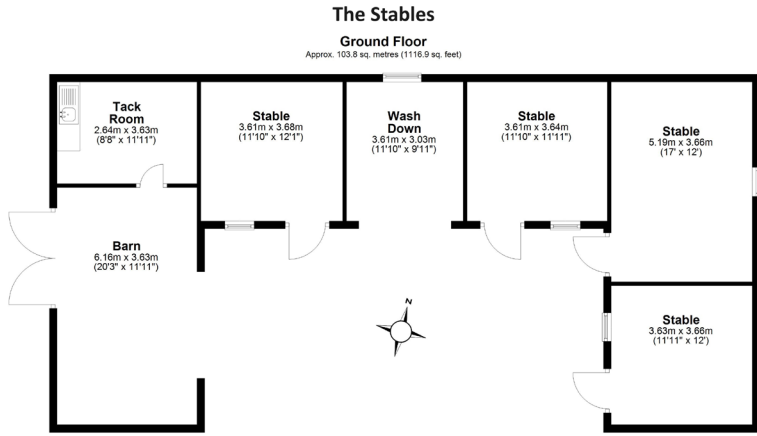 The Stables
Ground Floor
Approx. 103.8 sq. metres (1116.9 sq. feet)
Tack
Room
2.64m x 3.63m
(8'8" x 11'11")
Stable
3.61m x 3.68m
(11'10" x 12'1")
Wash
Down
3.61m x 3.03m
(11'10" x 9'11")
Stable
3.61m x 3.64m
(11'10" x 11'11")
Stable
5.19m x 3.66m
(17' x 12')
Barn
6.16m x 3.63m
(20'3" x 11'11")
N
Stable
3.63m x 3.66m
(11'11" x 12')